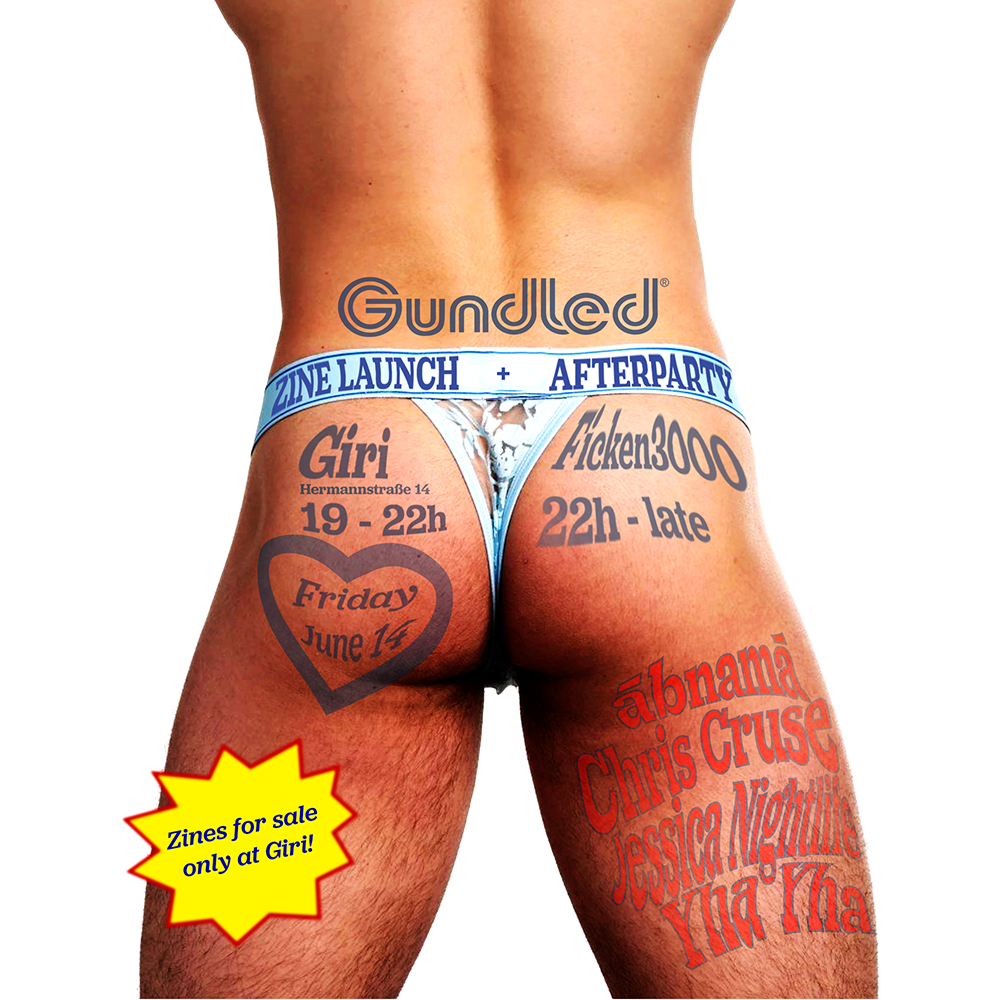 Gundled®
ZINE LAUNCH + AFTERPARTY
Giri
Hermannstraße 14
19 - 22h
Friday
June 14
Ficken3000
22h - late
ābnamā
Chris Cruse
Jessica Nightlife
Yha Yha
Zines for sale
only at Giri!